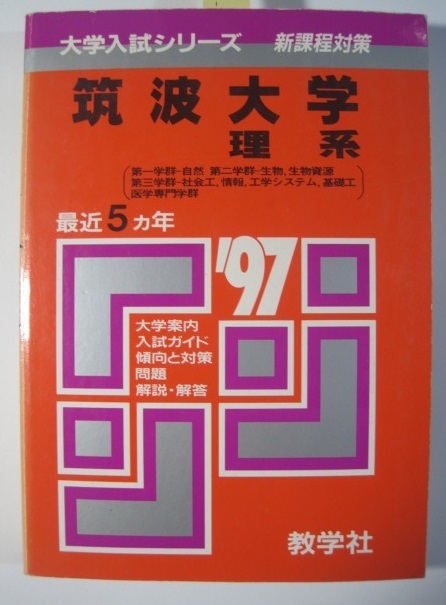 大学入試シリーズ 新課程対策
筑波大学
理系
第一学群-自然 第二学群-生物、生物資源
第三学群-社会工、情報、工学システム、基礎工
医学専門学群
最近5ヵ年
'97
大学案内
入試ガイド
傾向と対策
問題
解説・解答
教学社